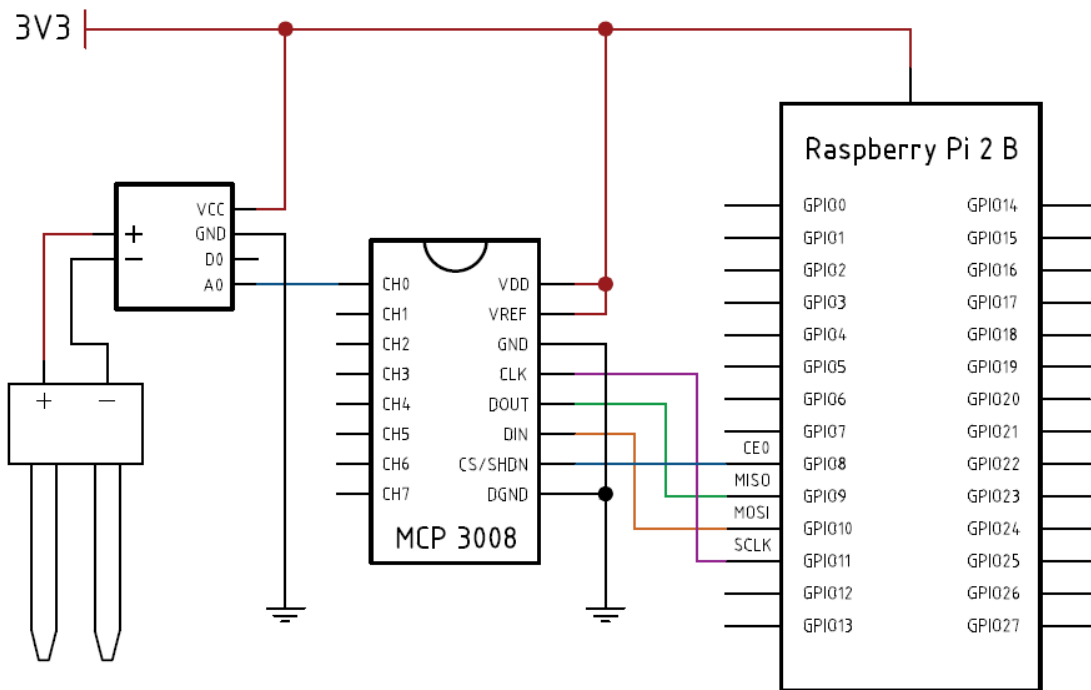 3V3
VCC
+ GND
− D0
A0
+ −
CH0 VDD
CH1 VREF
CH2 GND
CH3 CLK
CH4 DOUT
CH5 DIN
CH6 CS/SHDN
CH7 DGND
MCP 3008
Raspberry Pi 2 B
GPIO0 GPIO14
GPIO1 GPIO15
GPIO2 GPIO16
GPIO3 GPIO17
GPIO4 GPIO18
GPIO5 GPIO19
GPIO6 GPIO20
GPIO7 GPIO21
CE0 GPIO8 GPIO22
MISO GPIO9 GPIO23
MOSI GPIO10 GPIO24
SCLK GPIO11 GPIO25
GPIO12 GPIO26
GPIO13 GPIO27